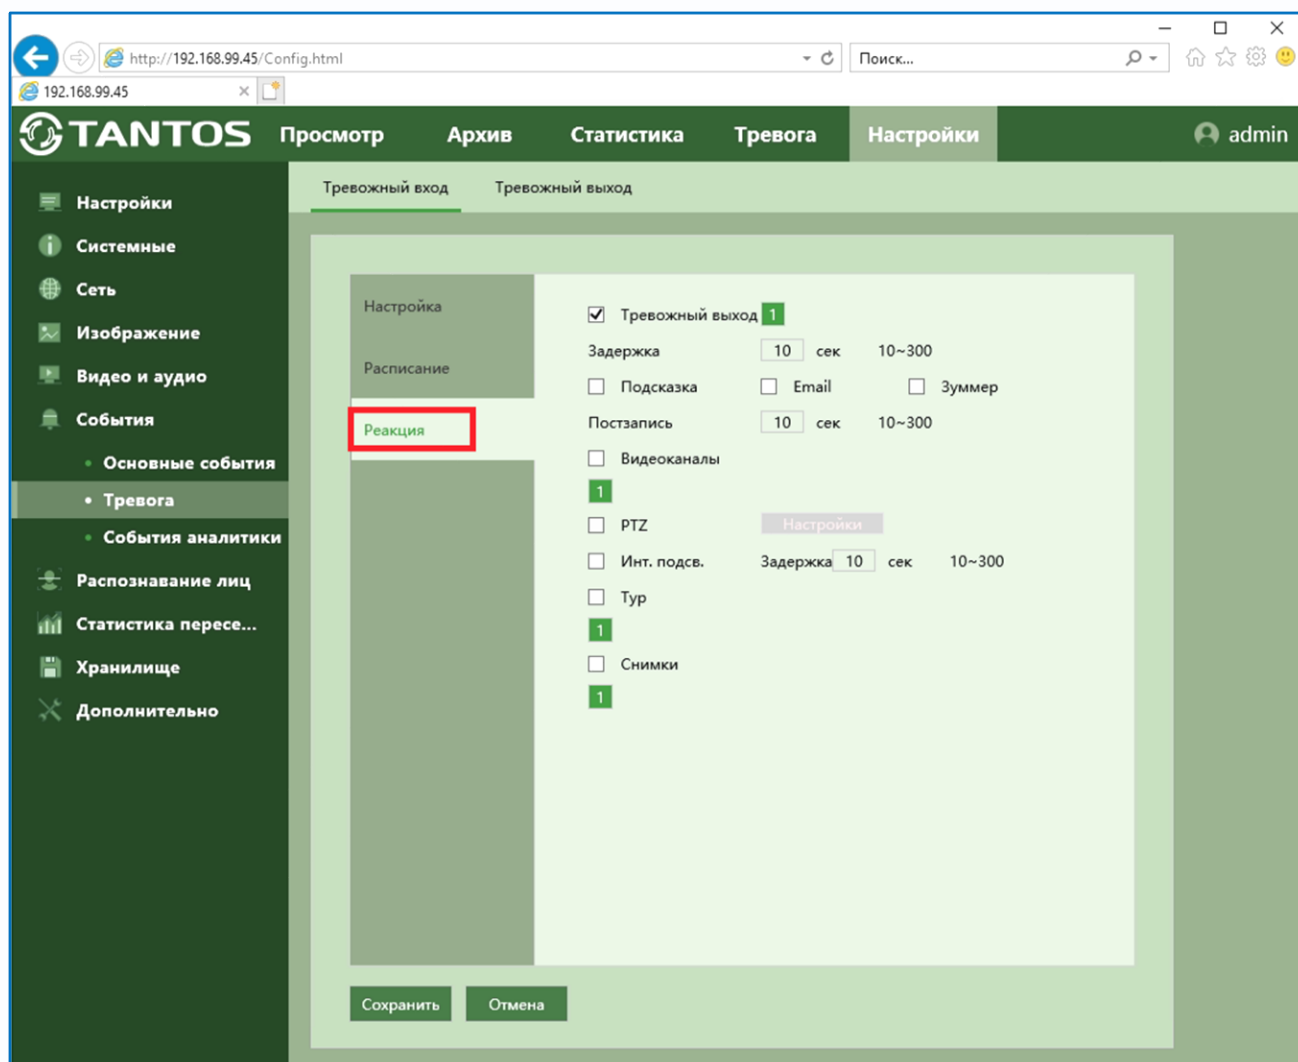 http://192.168.99.45/Config.html
Поиск...
192.168.99.45
TANTOS Просмотр Архив Статистика Тревога Настройки admin
Тревожный вход Тревожный выход
Настройки
Системные
Сеть
Изображение
Видео и аудио
События
Основные события
Тревога
События аналитики
Распознавание лиц
Статистика пересе...
Хранилище
Дополнительно
Настройка
Расписание
Реакция
Тревожный выход 1
Задержка 10 сек 10~300
Подсказка Email Зуммер
Постзапись 10 сек 10~300
Видеоканалы
1
PTZ Настройки
Инт. подсв. Задержка 10 сек 10~300
Тур
1
Снимки
1
Сохранить Отмена